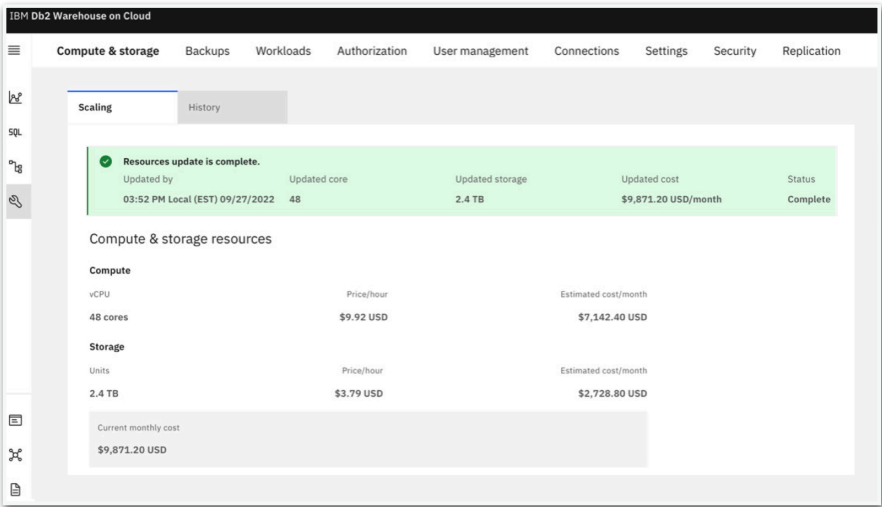 IBM Db2 Warehouse on Cloud
Compute & storage Backups Workloads Authorization User management Connections Settings Security Replication
Scaling History
SQL
Resources update is complete.
Updated by Updated core Updated storage Updated cost Status
03:52 PM Local (EST) 09/27/2022 48 2.4 TB $9,871.20 USD/month Complete
Compute & storage resources
Compute
vCPU Price/hour Estimated cost/month
48 cores $9.92 USD $7,142.40 USD
Storage
Units Price/hour Estimated cost/month
2.4 TB $3.79 USD $2,728.80 USD
Current monthly cost
$9,871.20 USD